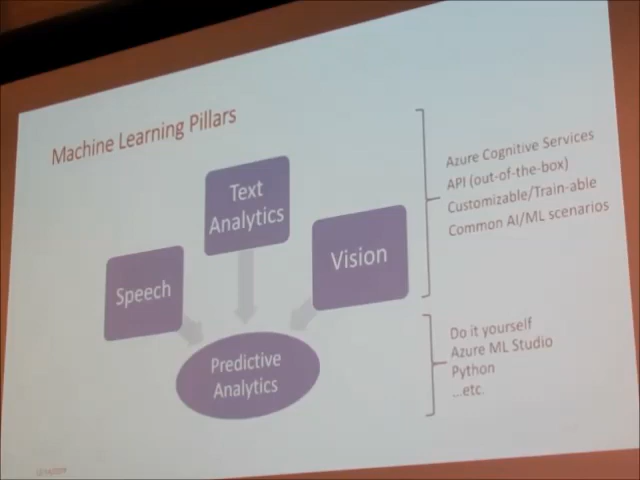 Machine Learning Pillars
Text
Analytics
Speech
Vision
Predictive
Analytics
Azure Cognitive Services
API (out-of-the-box)
Customizable/Train-able
Common AI/ML scenarios
Do it yourself
Azure ML Studio
Python
...etc.